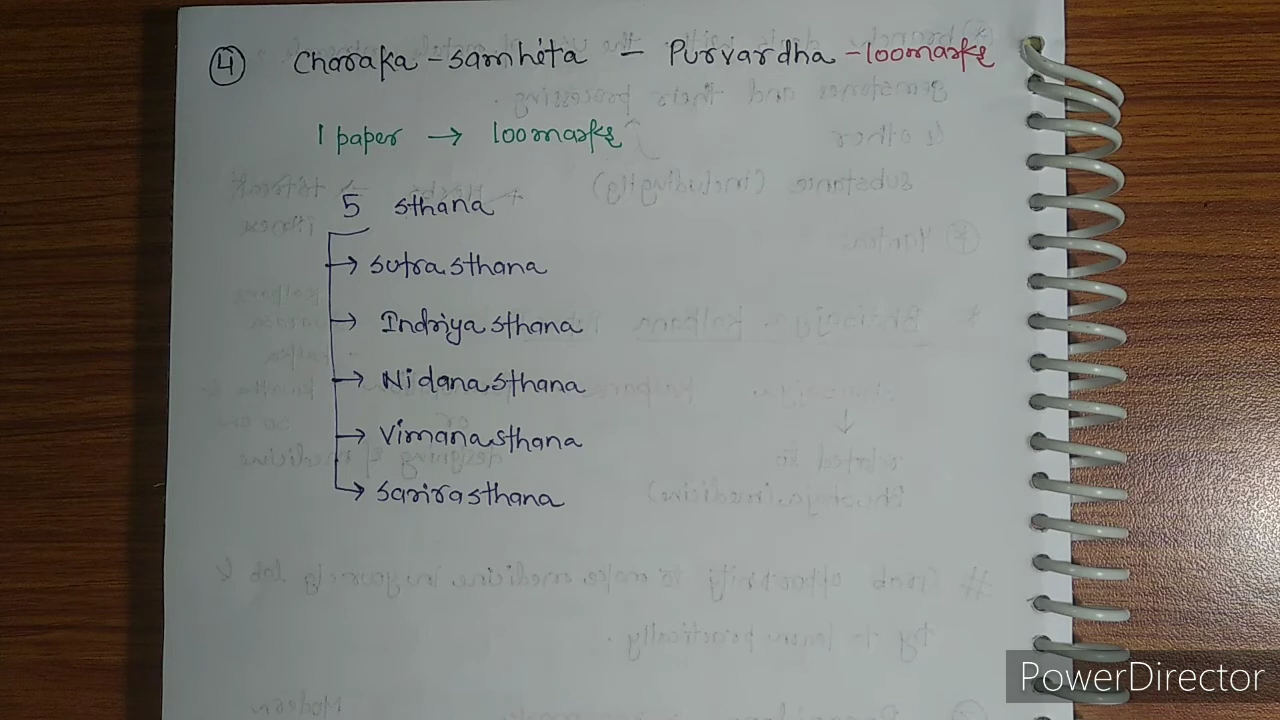 ④ Charaka - samhita - Purvardha - 100marks
1 paper → 100marks
5 sthana
→ sutrasthana
→ Indriyasthana
→ Nidanasthana
→ Vimanasthana
→ sarirasthana
PowerDirector